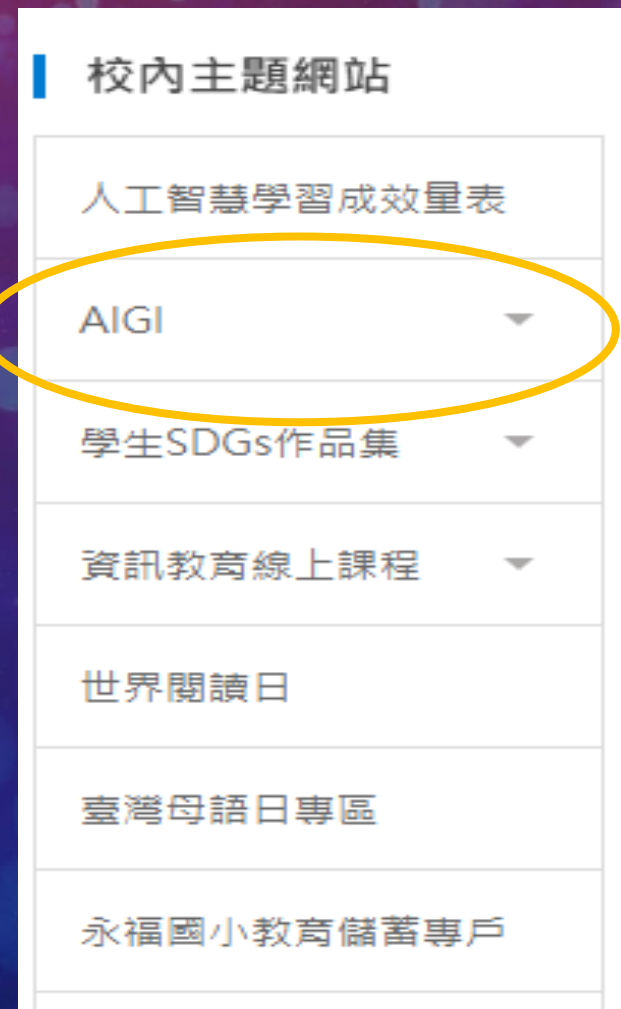 校內主題網站
人工智慧學習成效量表
AIGI
學生SDGs作品集
資訊教育線上課程
世界閱讀日
臺灣母語日專區
永福國小教育儲蓄專戶